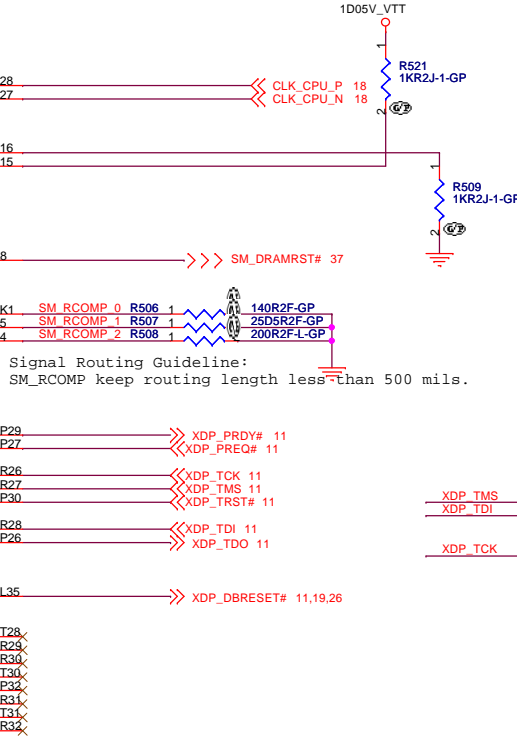 1D05V_VTT
1
R521
1KR2J-1-GP
28
CLK_CPU_P 18
27
CLK_CPU_N 18
2
16
15
1
R509
1KR2J-1-GP
2
8
SM_DRAMRST# 37
K1 SM_RCOMP_0 R506 1 140R2F-GP
5 SM_RCOMP_1 R507 1 25D5R2F-GP
4 SM_RCOMP_2 R508 1 200R2F-L-GP
Signal Routing Guideline:
SM_RCOMP keep routing length less than 500 mils.
P29 XDP_PRDY# 11
P27 XDP_PREQ# 11
R26 XDP_TCK 11
R27 XDP_TMS 11
P30 XDP_TRST# 11
XDP_TMS
XDP_TDI
R28 XDP_TDI 11
P26 XDP_TDO 11
XDP_TCK
L35 XDP_DBRESET# 11,19,26
T28
R29
R30
T30
P32
R31
T31
R32